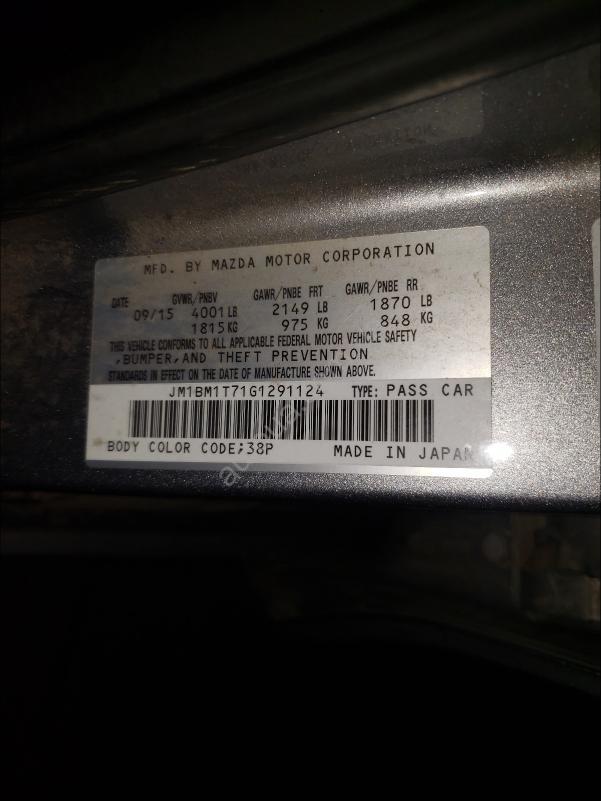 MFD. BY MAZDA MOTOR CORPORATION
DATE GVWR/PNBV GAWR/PNBE FRT GAWR/PNBE RR
09/15 4001 LB 2149 LB 1870 LB
1815 KG 975 KG 848 KG
THIS VEHICLE CONFORMS TO ALL APPLICABLE FEDERAL MOTOR VEHICLE SAFETY
,BUMPER,AND THEFT PREVENTION
STANDARDS IN EFFECT ON THE DATE OF MANUFACTURE SHOWN ABOVE.
JM1BM1T71G1291124 TYPE: PASS CAR
BODY COLOR CODE;38P MADE IN JAPAN